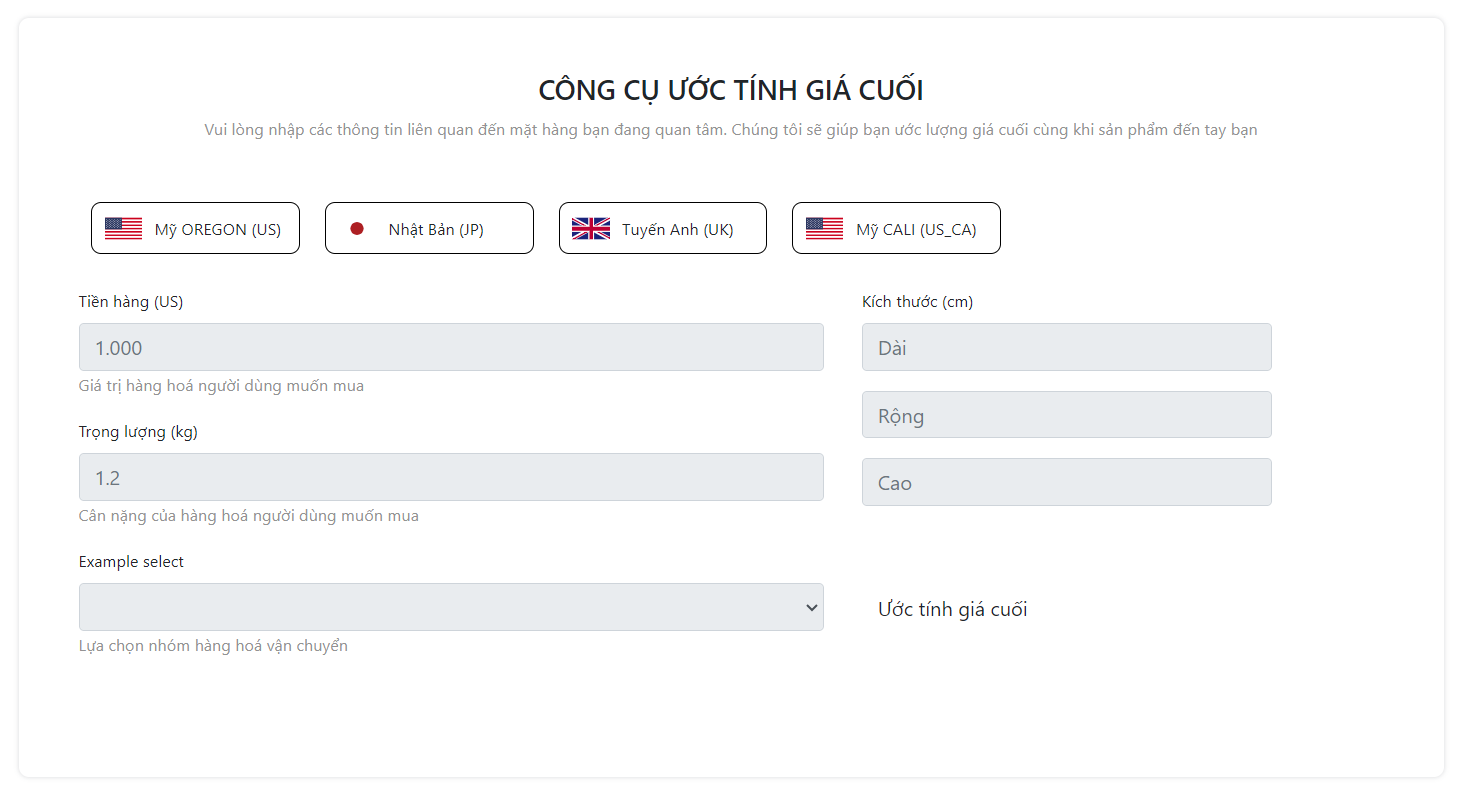 CÔNG CỤ ƯỚC TÍNH GIÁ CUỐI
Vui lòng nhập các thông tin liên quan đến mặt hàng bạn đang quan tâm. Chúng tôi sẽ giúp bạn ước lượng giá cuối cùng khi sản phẩm đến tay bạn
Mỹ OREGON (US)
Nhật Bản (JP)
Tuyến Anh (UK)
Mỹ CALI (US_CA)
Tiền hàng (US)
1.000
Giá trị hàng hoá người dùng muốn mua
Trọng lượng (kg)
1.2
Cân nặng của hàng hoá người dùng muốn mua
Example select
Lựa chọn nhóm hàng hoá vận chuyển
Kích thước (cm)
Dài
Rộng
Cao
Ước tính giá cuối